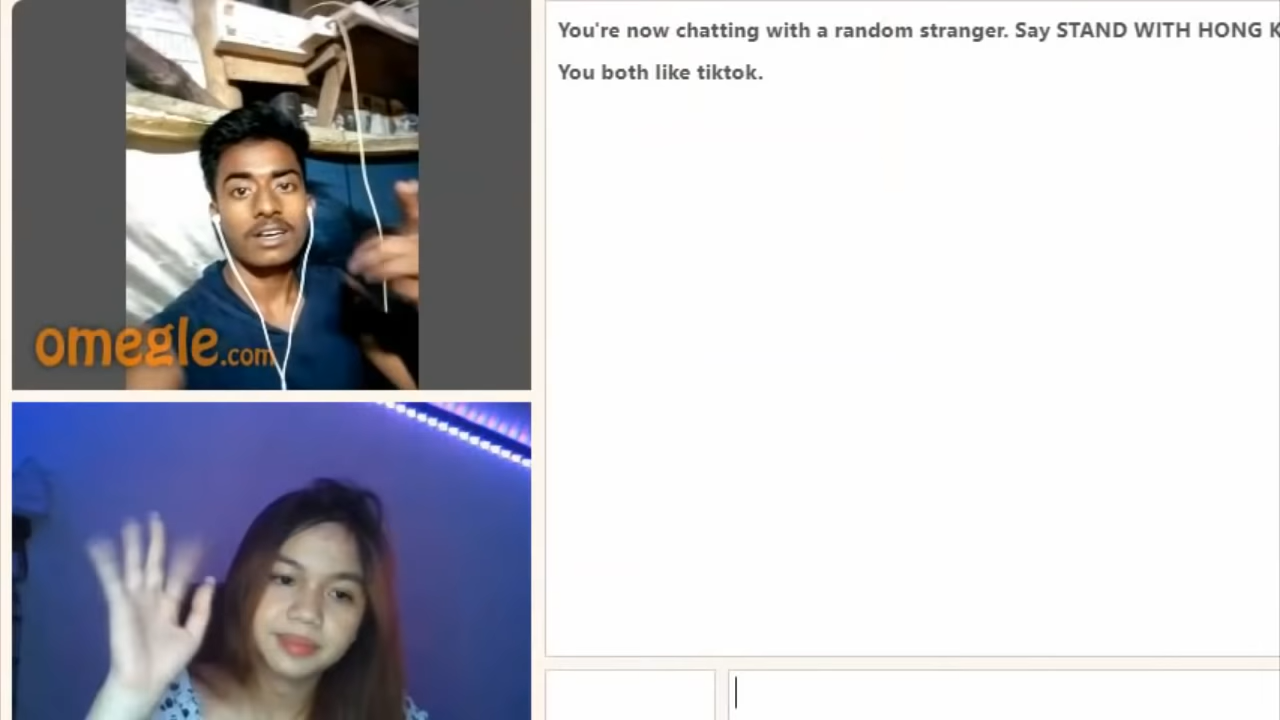 You're now chatting with a random stranger. Say STAND WITH HONG
You both like tiktok.
omegle.com